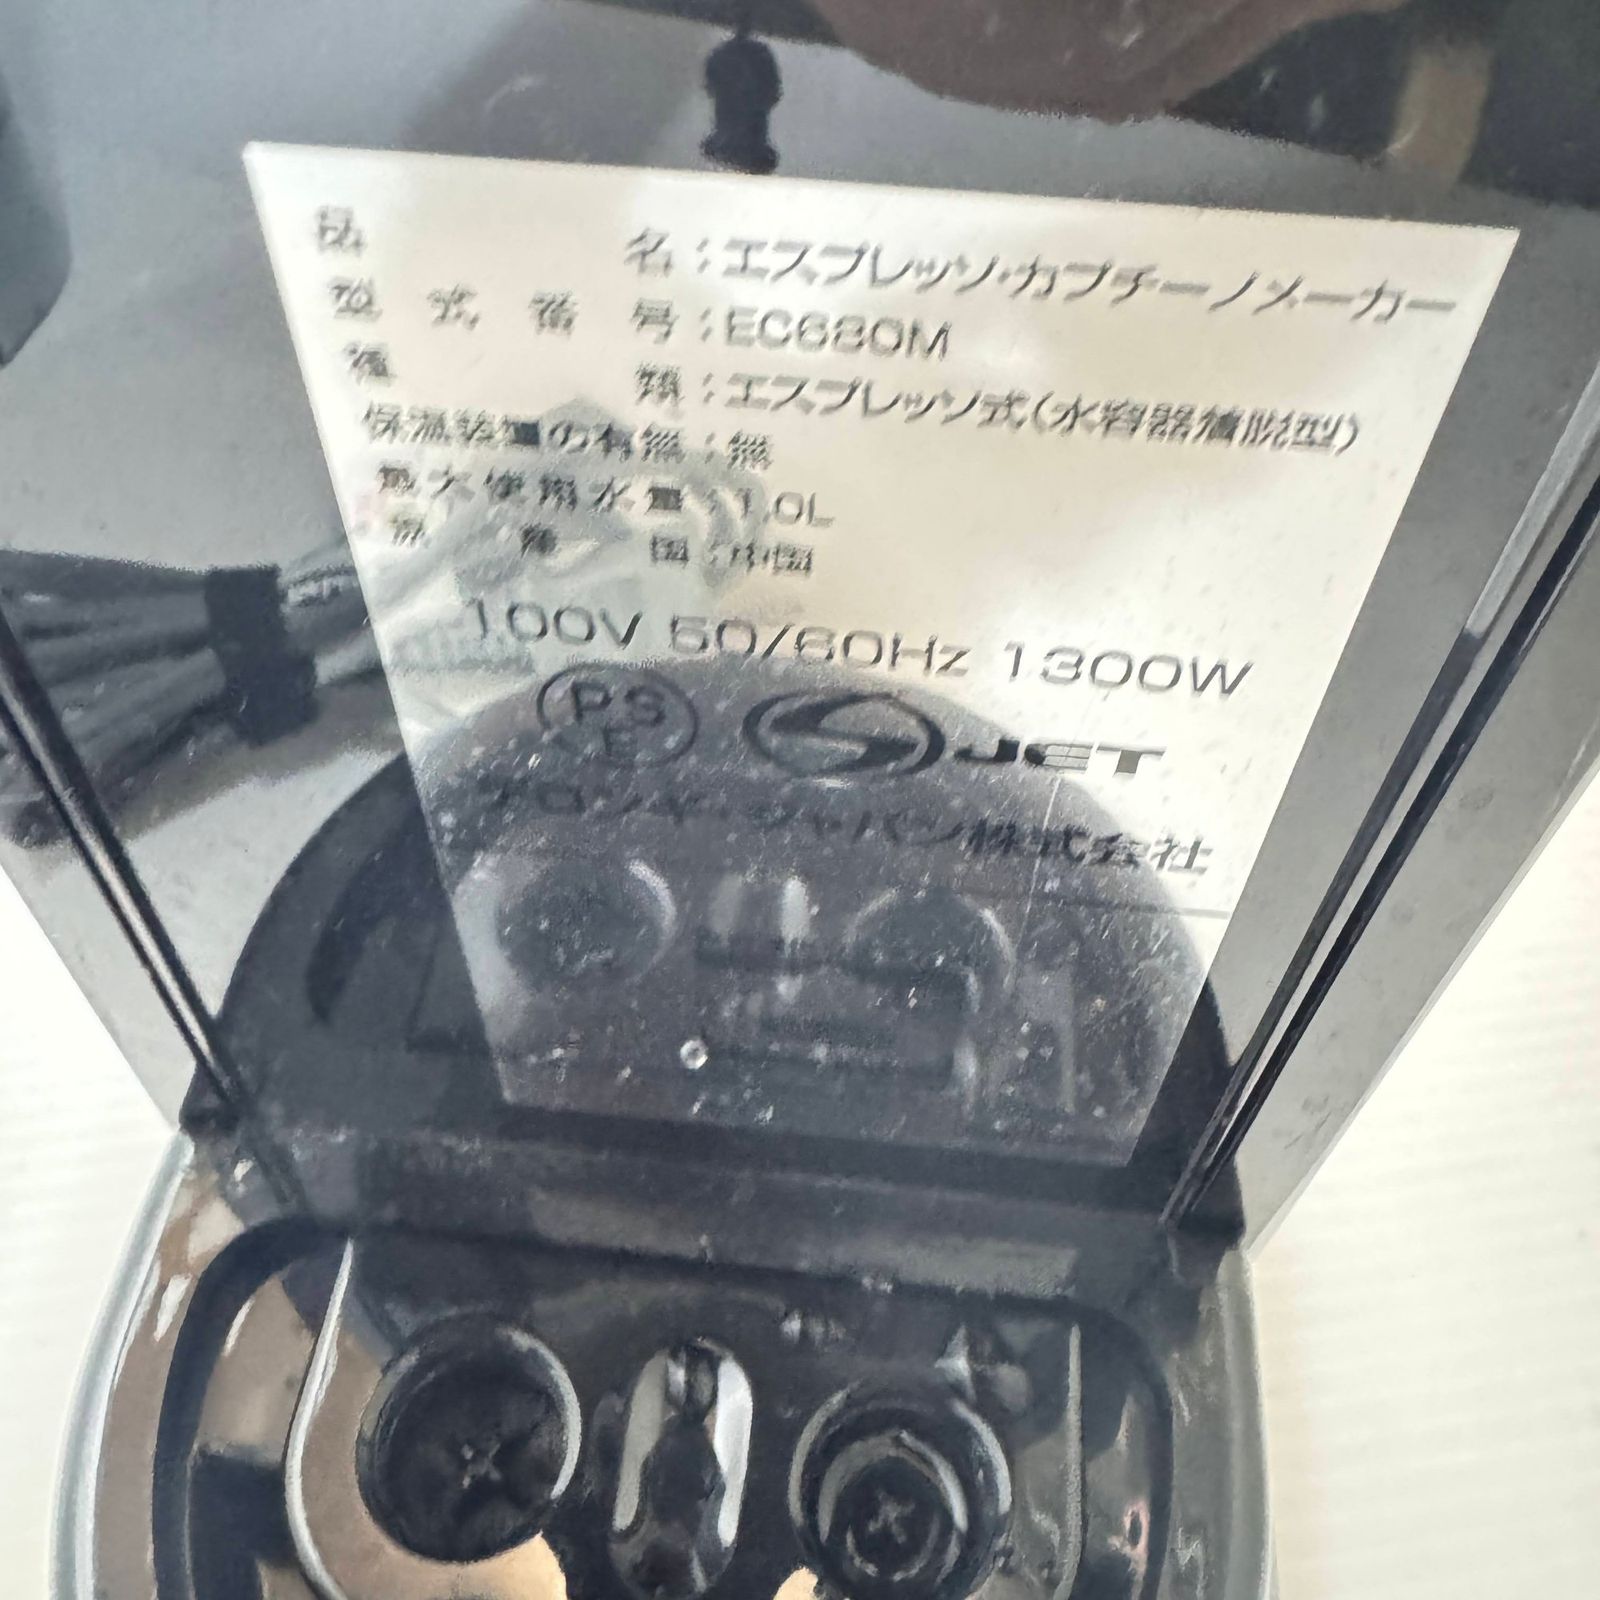 品名：エスプレッソ・カプチーノメーカー
型式番号：EC680M
種類：エスプレッソ式(水容器着脱型)
保温装置の有無：無
最大使用水量：1.0L
原産国：中国
100V 50/60Hz 1300W
PS
E
S JET
デロンギ・ジャパン株式会社